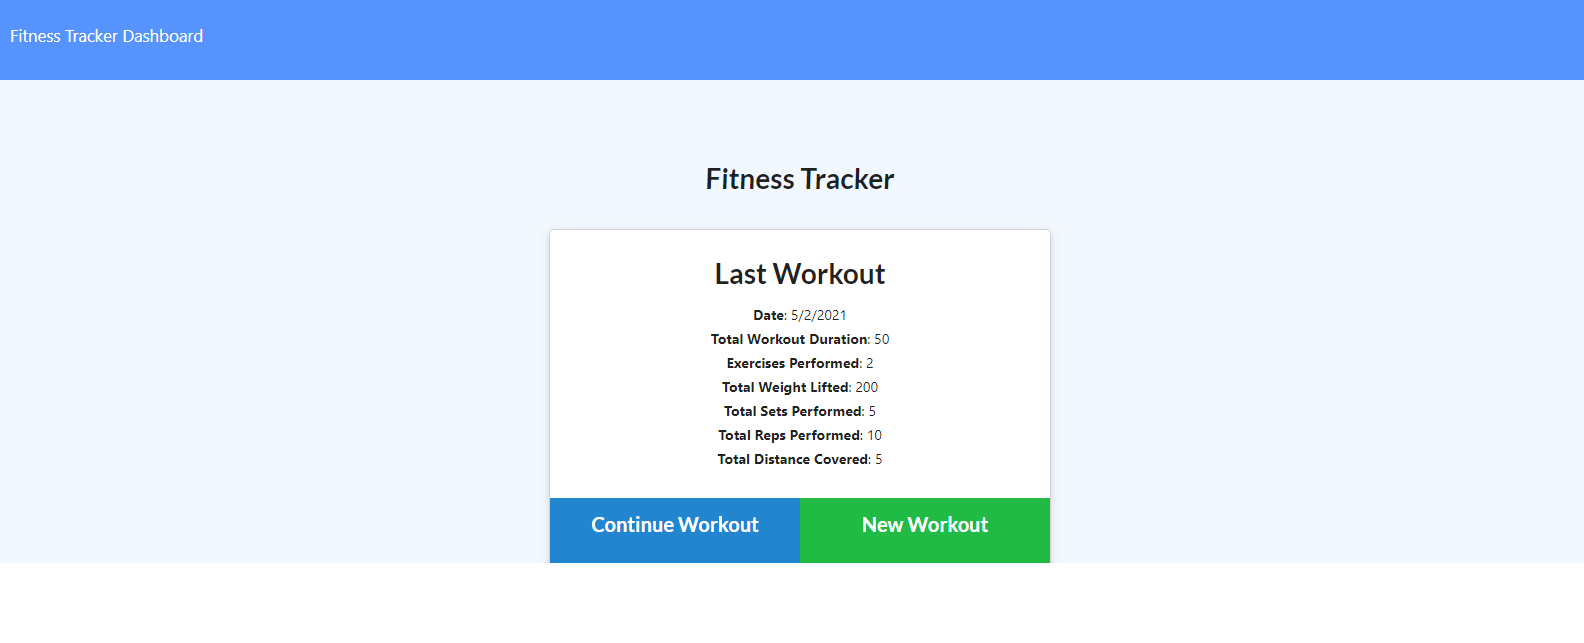 Fitness Tracker Dashboard
Fitness Tracker
Last Workout
Date: 5/2/2021
Total Workout Duration: 50
Exercises Performed: 2
Total Weight Lifted: 200
Total Sets Performed: 5
Total Reps Performed: 10
Total Distance Covered: 5
Continue Workout New Workout